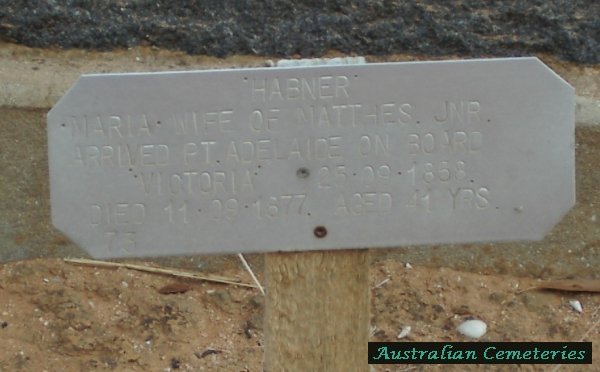 "HABNER"
MARIA WIFE OF MATTHES. JNR.
ARRIVED PT. ADELAIDE ON BOARD
"VICTORIA" 25·09·1858.
DIED 11·09·1877. AGED 41 YRS.
73
Australian Cemeteries